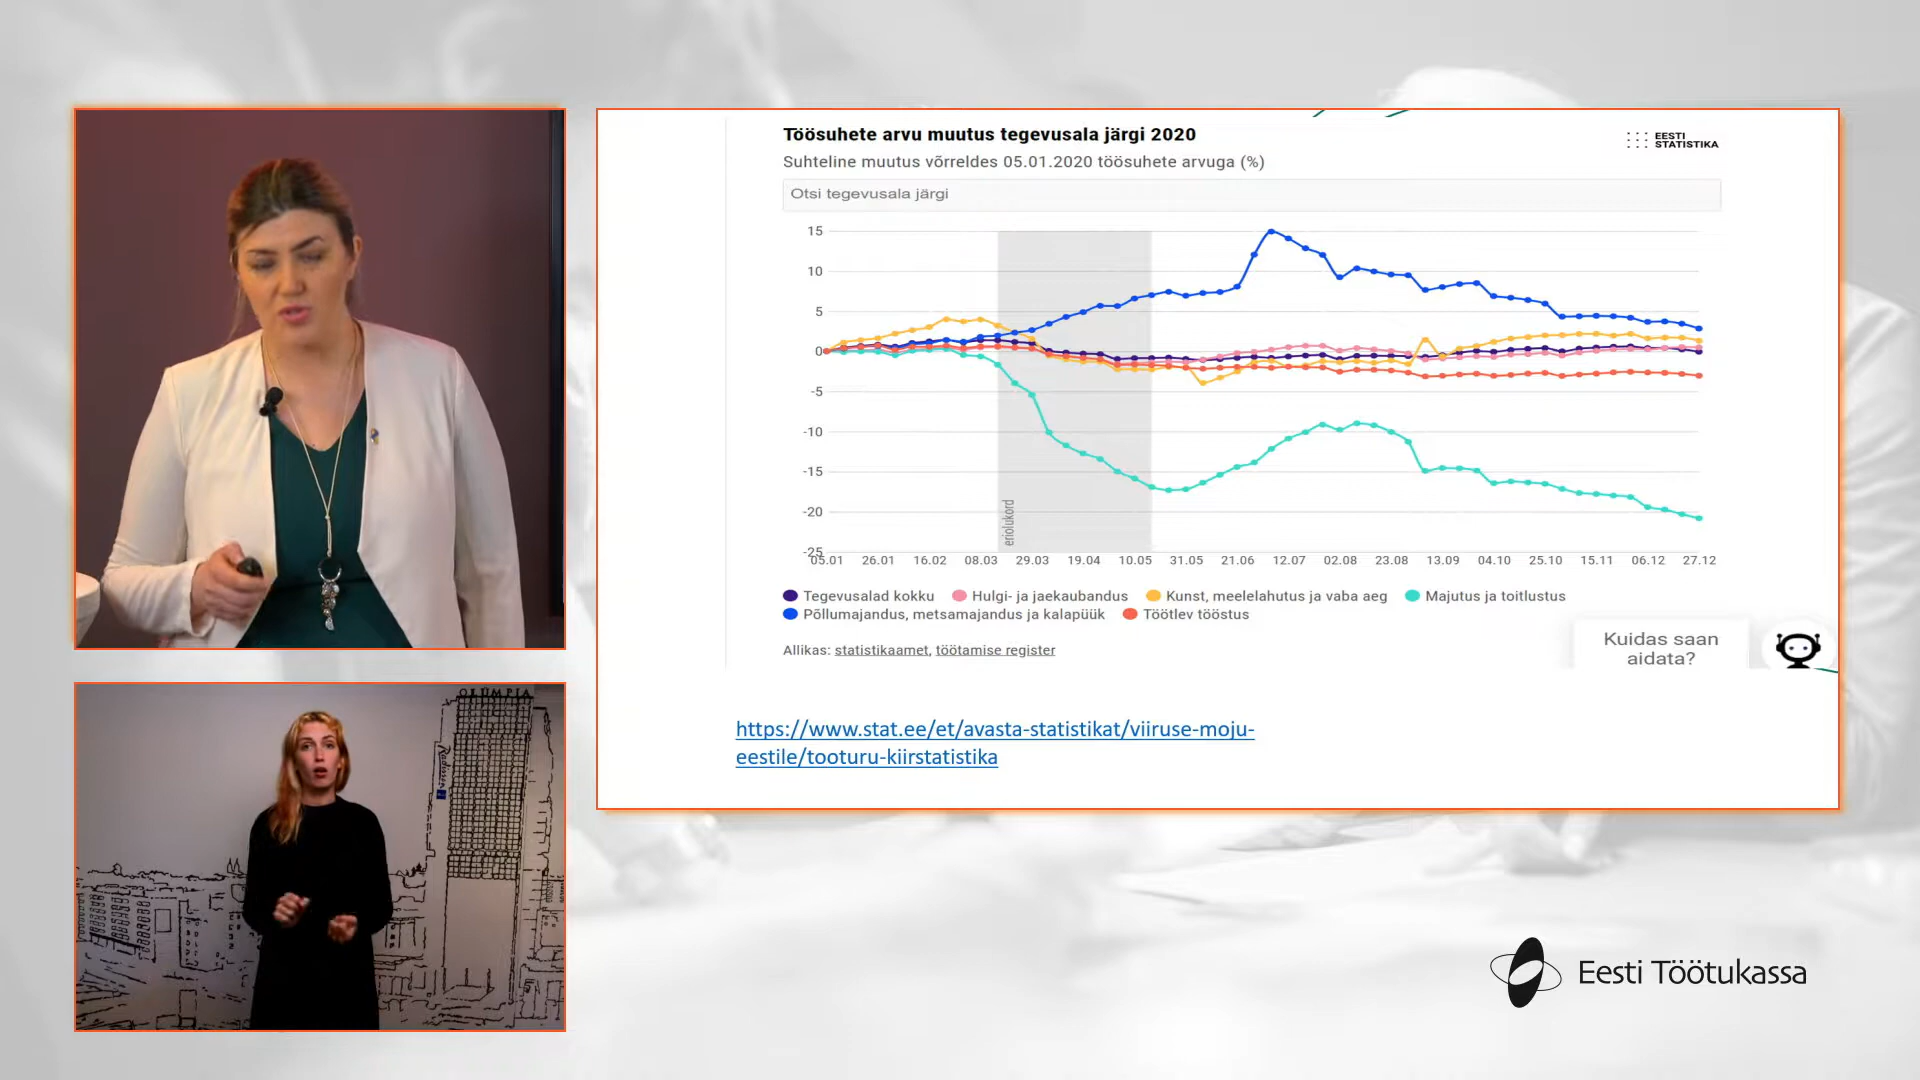 Töösuhete arvu muutus tegevusala järgi 2020
EESTI
STATISTIKA
Suhteline muutus võrreldes 05.01.2020 töösuhete arvuga (%)
Otsi tegevusala järgi
15
10
5
0
-5
-10
-15
-20
-25
eriolukord
05.01 26.01 16.02 08.03 29.03 19.04 10.05 31.05 21.06 12.07 02.08 23.08 13.09 04.10 25.10 15.11 06.12 27.12
Tegevusalad kokku Hulgi- ja jaekaubandus Kunst, meelelahutus ja vaba aeg Majutus ja toitlustus
Põllumajandus, metsamajandus ja kalapüük Töötlev tööstus
Allikas: statistikaamet, töötamise register
Kuidas saan
aidata?
https://www.stat.ee/et/avasta-statistikat/viiruse-moju-
eestile/tooturu-kiirstatistika
OLÜMPIA
Radisson
Eesti Töötukassa